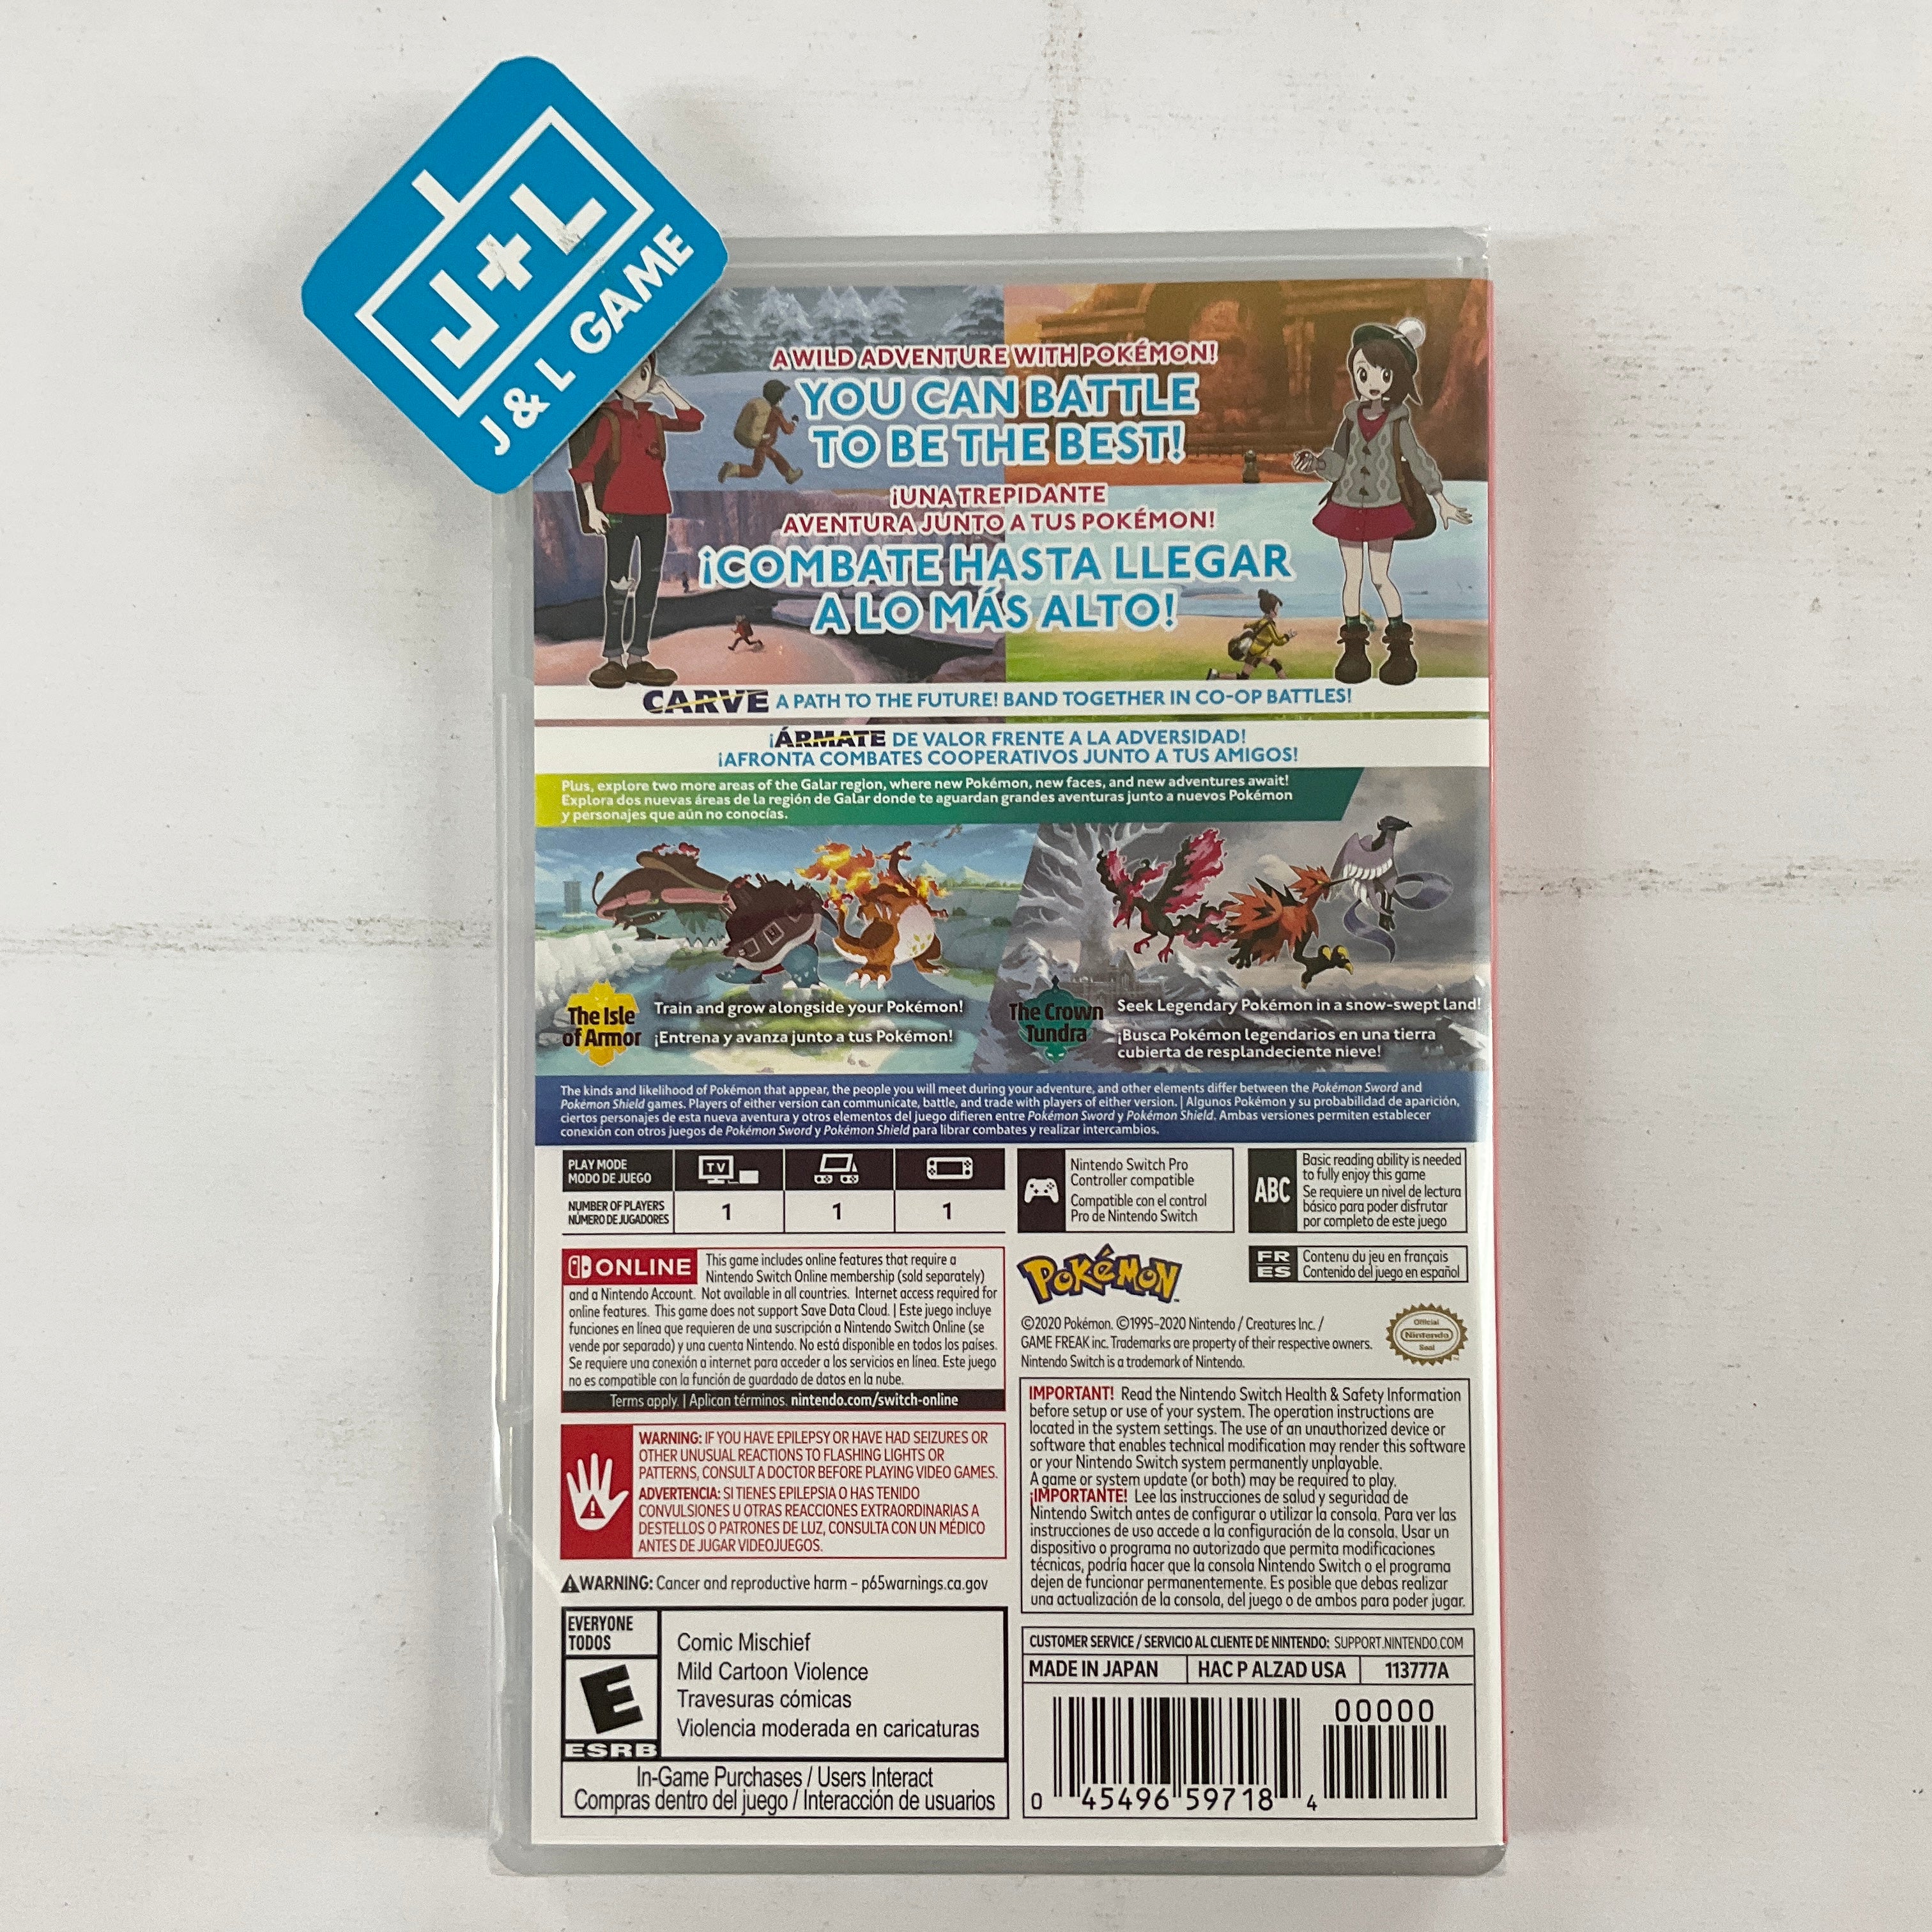 J+L
J & L GAME
A WILD ADVENTURE WITH POKÉMON!
YOU CAN BATTLE
TO BE THE BEST!
¡UNA TREPIDANTE
AVENTURA JUNTO A TUS POKÉMON!
¡COMBATE HASTA LLEGAR
A LO MÁS ALTO!
CARVE A PATH TO THE FUTURE! BAND TOGETHER IN CO-OP BATTLES!
¡ÁRMATE DE VALOR FRENTE A LA ADVERSIDAD!
¡AFRONTA COMBATES COOPERATIVOS JUNTO A TUS AMIGOS!
Plus, explore two more areas of the Galar region, where new Pokémon, new faces, and new adventures await!
Explora dos nuevas áreas de la región de Galar donde te aguardan grandes aventuras junto a nuevos Pokémon
y personajes que aún no conocías.
The Isle
of Armor
Train and grow alongside your Pokémon!
¡Entrena y avanza junto a tus Pokémon!
The Crown
Tundra
Seek Legendary Pokémon in a snow-swept land!
¡Busca Pokémon legendarios en una tierra
cubierta de resplandeciente nieve!
The kinds and likelihood of Pokémon that appear, the people you will meet during your adventure, and other elements differ between the Pokémon Sword and
Pokémon Shield games. Players of either version can communicate, battle, and trade with players of either version. | Algunos Pokémon y su probabilidad de aparición,
ciertos personajes de esta nueva aventura y otros elementos del juego difieren entre Pokémon Sword y Pokémon Shield. Ambas versiones permiten establecer
conexión con otros juegos de Pokémon Sword y Pokémon Shield para librar combates y realizar intercambios.
PLAY MODE
MODO DE JUEGO
TV
NUMBER OF PLAYERS
NÚMERO DE JUGADORES
1 1 1
Nintendo Switch Pro
Controller compatible
Compatible con el control
Pro de Nintendo Switch
ABC
Basic reading ability is needed
to fully enjoy this game
Se requiere un nivel de lectura
básico para poder disfrutar
por completo de este juego
ONLINE
This game includes online features that require a
Nintendo Switch Online membership (sold separately)
and a Nintendo Account. Not available in all countries. Internet access required for
online features. This game does not support Save Data Cloud. | Este juego incluye
funciones en línea que requieren de una suscripción a Nintendo Switch Online (se
vende por separado) y una cuenta Nintendo. No está disponible en todos los países.
Se requiere una conexión a internet para acceder a los servicios en línea. Este juego
no es compatible con la función de guardado de datos en la nube.
Terms apply. | Aplican términos. nintendo.com/switch-online
POKéMON
FR
ES
Contenu du jeu en français
Contenido del juego en español
©2020 Pokémon. ©1995–2020 Nintendo / Creatures Inc. /
GAME FREAK inc. Trademarks are property of their respective owners.
Nintendo Switch is a trademark of Nintendo.
Official
Nintendo
Seal
WARNING: IF YOU HAVE EPILEPSY OR HAVE HAD SEIZURES OR
OTHER UNUSUAL REACTIONS TO FLASHING LIGHTS OR
PATTERNS, CONSULT A DOCTOR BEFORE PLAYING VIDEO GAMES.
ADVERTENCIA: SI TIENES EPILEPSIA O HAS TENIDO
CONVULSIONES U OTRAS REACCIONES EXTRAORDINARIAS A
DESTELLOS O PATRONES DE LUZ, CONSULTA CON UN MÉDICO
ANTES DE JUGAR VIDEOJUEGOS.
WARNING: Cancer and reproductive harm – p65warnings.ca.gov
IMPORTANT! Read the Nintendo Switch Health & Safety Information
before setup or use of your system. The operation instructions are
located in the system settings. The use of an unauthorized device or
software that enables technical modification may render this software
or your Nintendo Switch system permanently unplayable.
A game or system update (or both) may be required to play.
¡IMPORTANTE! Lee las instrucciones de salud y seguridad de
Nintendo Switch antes de configurar o utilizar la consola. Para ver las
instrucciones de uso accede a la configuración de la consola. Usar un
dispositivo o programa no autorizado que permita modificaciones
técnicas, podría hacer que la consola Nintendo Switch o el programa
dejen de funcionar permanentemente. Es posible que debas realizar
una actualización de la consola, del juego o de ambos para poder jugar.
EVERYONE
TODOS
E
ESRB
Comic Mischief
Mild Cartoon Violence
Travesuras cómicas
Violencia moderada en caricaturas
In-Game Purchases / Users Interact
Compras dentro del juego / Interacción de usuarios
CUSTOMER SERVICE / SERVICIO AL CLIENTE DE NINTENDO: SUPPORT.NINTENDO.COM
MADE IN JAPAN HAC P ALZAD USA 113777A
00000
0 45496 59718 4